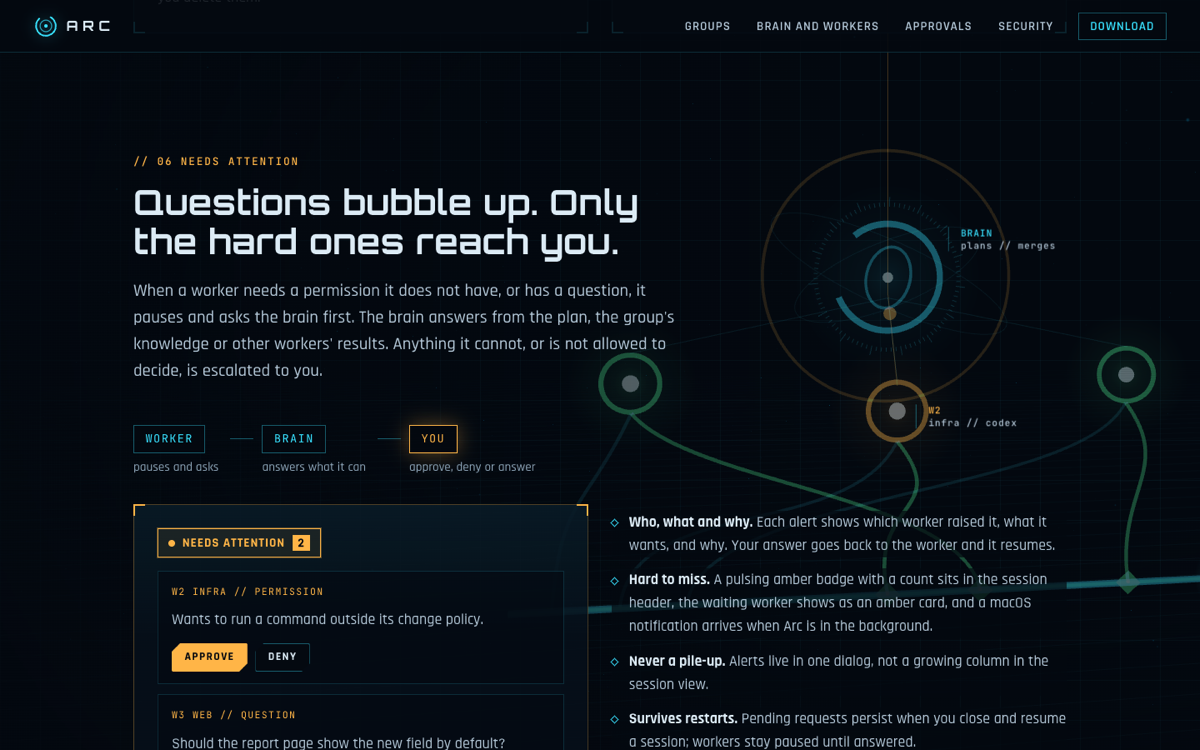 ARC
GROUPS
BRAIN AND WORKERS
APPROVALS
SECURITY
DOWNLOAD
// 06 NEEDS ATTENTION
Questions bubble up. Only
the hard ones reach you.
When a worker needs a permission it does not have, or has a question, it
pauses and asks the brain first. The brain answers from the plan, the group's
knowledge or other workers' results. Anything it cannot, or is not allowed to
decide, is escalated to you.
BRAIN
plans // merges
W2
infra // codex
WORKER
pauses and asks
BRAIN
answers what it can
YOU
approve, deny or answer
NEEDS ATTENTION 2
W2 INFRA // PERMISSION
Wants to run a command outside its change policy.
APPROVE
DENY
W3 WEB // QUESTION
Should the report page show the new field by default?
Who, what and why. Each alert shows which worker raised it, what it
wants, and why. Your answer goes back to the worker and it resumes.
Hard to miss. A pulsing amber badge with a count sits in the session
header, the waiting worker shows as an amber card, and a macOS
notification arrives when Arc is in the background.
Never a pile-up. Alerts live in one dialog, not a growing column in the
session view.
Survives restarts. Pending requests persist when you close and resume
a session; workers stay paused until answered.